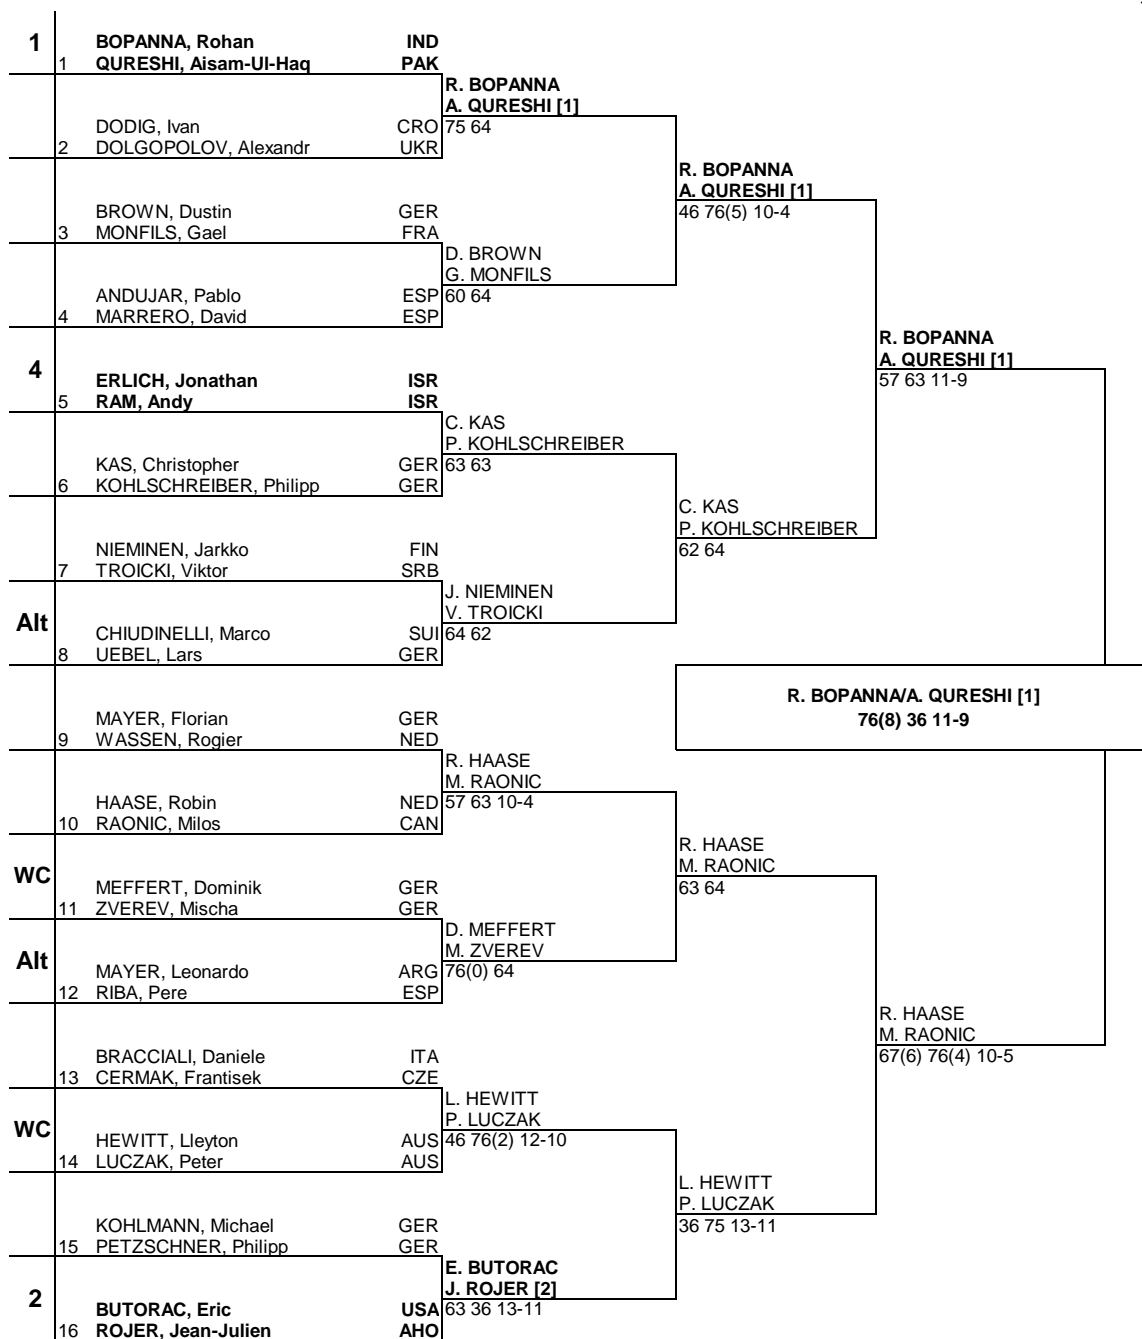 1
BOPANNA, Rohan IND
1 QURESHI, Aisam-Ul-Haq PAK
R. BOPANNA
A. QURESHI [1]
DODIG, Ivan CRO 75 64
2 DOLGOPOLOV, Alexandr UKR
R. BOPANNA
A. QURESHI [1]
BROWN, Dustin GER 46 76(5) 10-4
3 MONFILS, Gael FRA
D. BROWN
G. MONFILS
ANDUJAR, Pablo ESP 60 64
4 MARRERO, David ESP
R. BOPANNA
A. QURESHI [1]
4
ERLICH, Jonathan ISR 57 63 11-9
5 RAM, Andy ISR
C. KAS
P. KOHLSCHREIBER
KAS, Christopher GER 63 63
6 KOHLSCHREIBER, Philipp GER
C. KAS
P. KOHLSCHREIBER
NIEMINEN, Jarkko FIN 62 64
7 TROICKI, Viktor SRB
J. NIEMINEN
V. TROICKI
Alt
CHIUDINELLI, Marco SUI 64 62
8 UEBEL, Lars GER
R. BOPANNA/A. QURESHI [1]
76(8) 36 11-9
MAYER, Florian GER
9 WASSEN, Rogier NED
R. HAASE
M. RAONIC
HAASE, Robin NED 57 63 10-4
10 RAONIC, Milos CAN
R. HAASE
M. RAONIC
WC
MEFFERT, Dominik GER 63 64
11 ZVEREV, Mischa GER
D. MEFFERT
M. ZVEREV
Alt
MAYER, Leonardo ARG 76(0) 64
12 RIBA, Pere ESP
R. HAASE
M. RAONIC
BRACCIALI, Daniele ITA 67(6) 76(4) 10-5
13 CERMAK, Frantisek CZE
L. HEWITT
P. LUCZAK
WC
HEWITT, Lleyton AUS 46 76(2) 12-10
14 LUCZAK, Peter AUS
L. HEWITT
P. LUCZAK
KOHLMANN, Michael GER 36 75 13-11
15 PETZSCHNER, Philipp GER
E. BUTORAC
J. ROJER [2]
2
BUTORAC, Eric USA 63 36 13-11
16 ROJER, Jean-Julien AHO